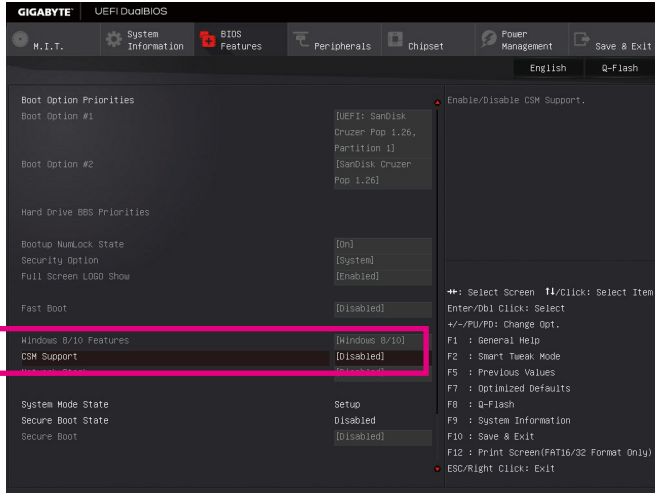 GIGABYTE™ UEFI DualBIOS
M.I.T. System Information BIOS Features Peripherals Chipset Power Management Save & Exit
English Q-Flash
Boot Option Priorities
Boot Option #1 [UEFI: SanDisk
Cruzer Pop 1.26,
Partition 1]
Boot Option #2 [SanDisk Cruzer
Pop 1.26]
Hard Drive BBS Priorities
Bootup NumLock State [On]
Security Option [System]
Full Screen LOGO Show [Enabled]
Fast Boot [Disabled]
Windows 8/10 Features [Windows 8/10]
CSM Support [Disabled]
Network Stack [Disabled]
System Mode State Setup
Secure Boot State Disabled
Secure Boot [Disabled]
Enable/Disable CSM Support.
→←: Select Screen ↑↓/Click: Select Item
Enter/Dbl Click: Select
+/-/PU/PD: Change Opt.
F1 : General Help
F2 : Smart Tweak Mode
F5 : Previous Values
F7 : Optimized Defaults
F8 : Q-Flash
F9 : System Information
F10 : Save & Exit
F12 : Print Screen(FAT16/32 Format Only)
ESC/Right Click: Exit